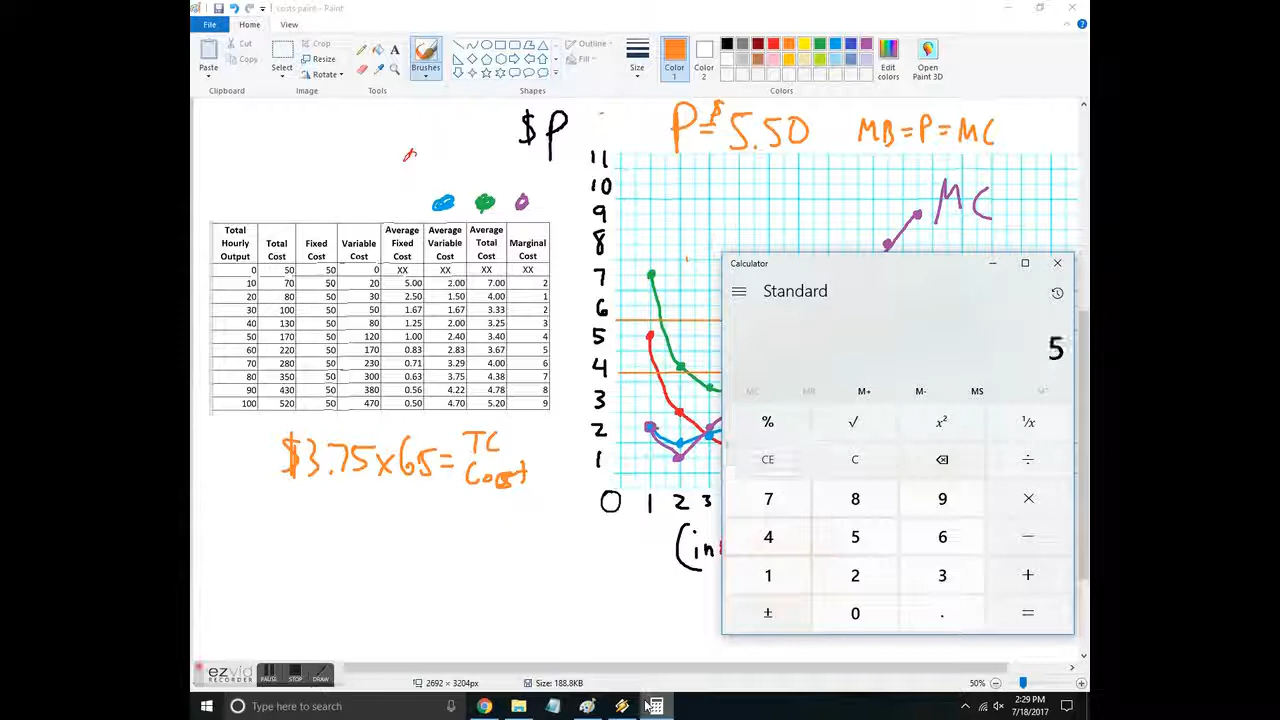 costs paint - Paint
File Home View
Paste Cut Copy
Select Crop Resize Rotate
Brushes
Outline Fill
Size
Color 1
Color 2
Edit colors
Open Paint 3D
Clipboard Image Tools Shapes Colors
$ P
P = $ 5.50 MB = P = MC
11
10
9
8
7
6
5
4
3
2
1
0 1 2 3
(in
MC
Total Hourly Output Total Cost Fixed Cost Variable Cost Average Fixed Cost Average Variable Cost Average Total Cost Marginal Cost
0 50 50 0 XX XX XX XX
10 70 50 20 5.00 2.00 7.00 2
20 80 50 30 2.50 1.50 4.00 1
30 100 50 50 1.67 1.67 3.33 2
40 130 50 80 1.25 2.00 3.25 3
50 170 50 120 1.00 2.40 3.40 4
60 220 50 170 0.83 2.83 3.67 5
70 280 50 230 0.71 3.29 4.00 6
80 350 50 300 0.63 3.75 4.38 7
90 430 50 380 0.56 4.22 4.78 8
100 520 50 470 0.50 4.70 5.20 9
$3.75 x 65 = TC Cost
Calculator
Standard
5
MC MR M+ M- MS M
% √ x² ¹/x
CE C ÷
7 8 9 ×
4 5 6 −
1 2 3 +
± 0 . =
ezvid
RECORDER
PAUSE STOP DRAW
2692 × 3204px
Size: 188.8KB
50%
Type here to search
2:29 PM
7/18/2017